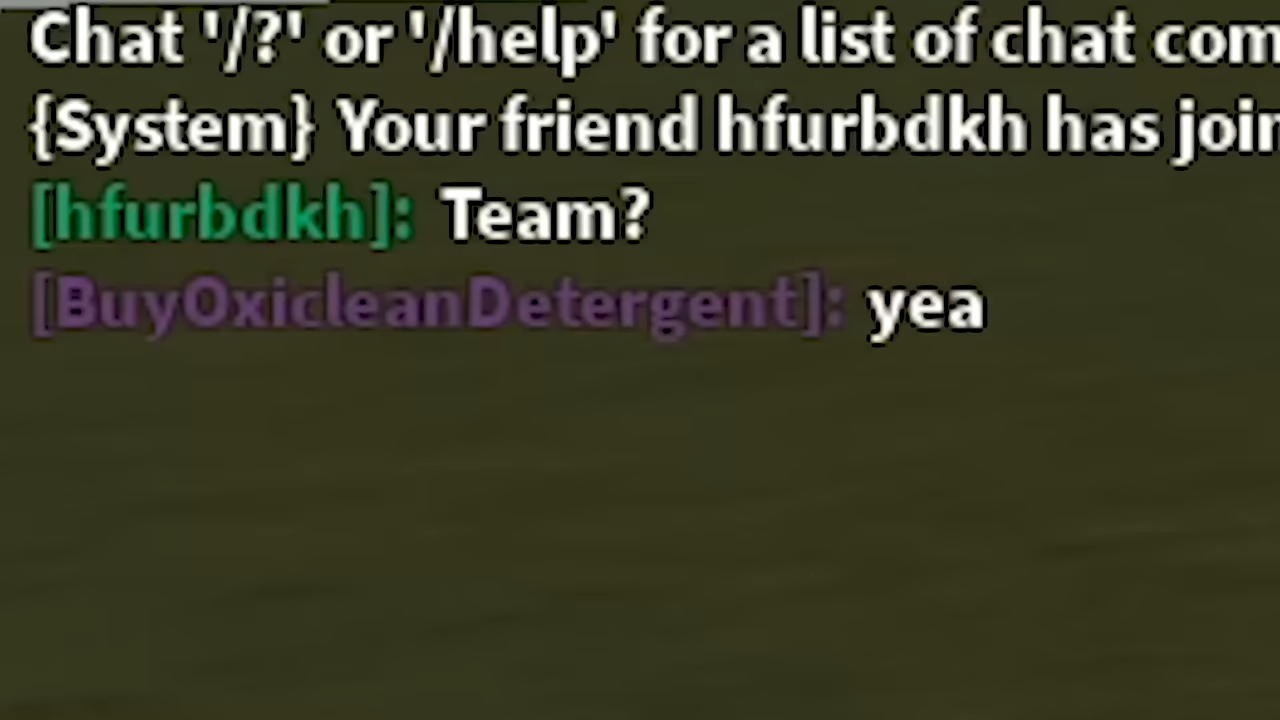 Chat '/?' or '/help' for a list of chat com
{System} Your friend hfurbdkh has join
[hfurbdkh]: Team?
[BuyOxicleanDetergent]: yea